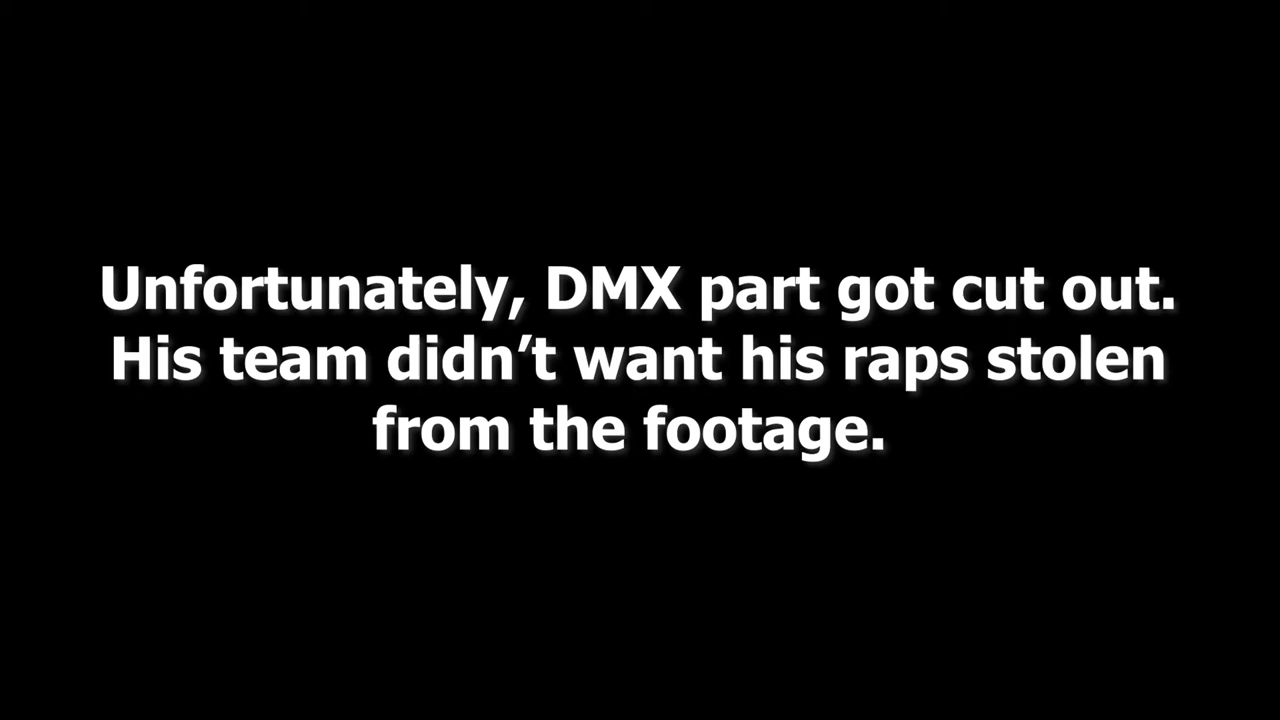 Unfortunately, DMX part got cut out.
His team didn’t want his raps stolen
from the footage.